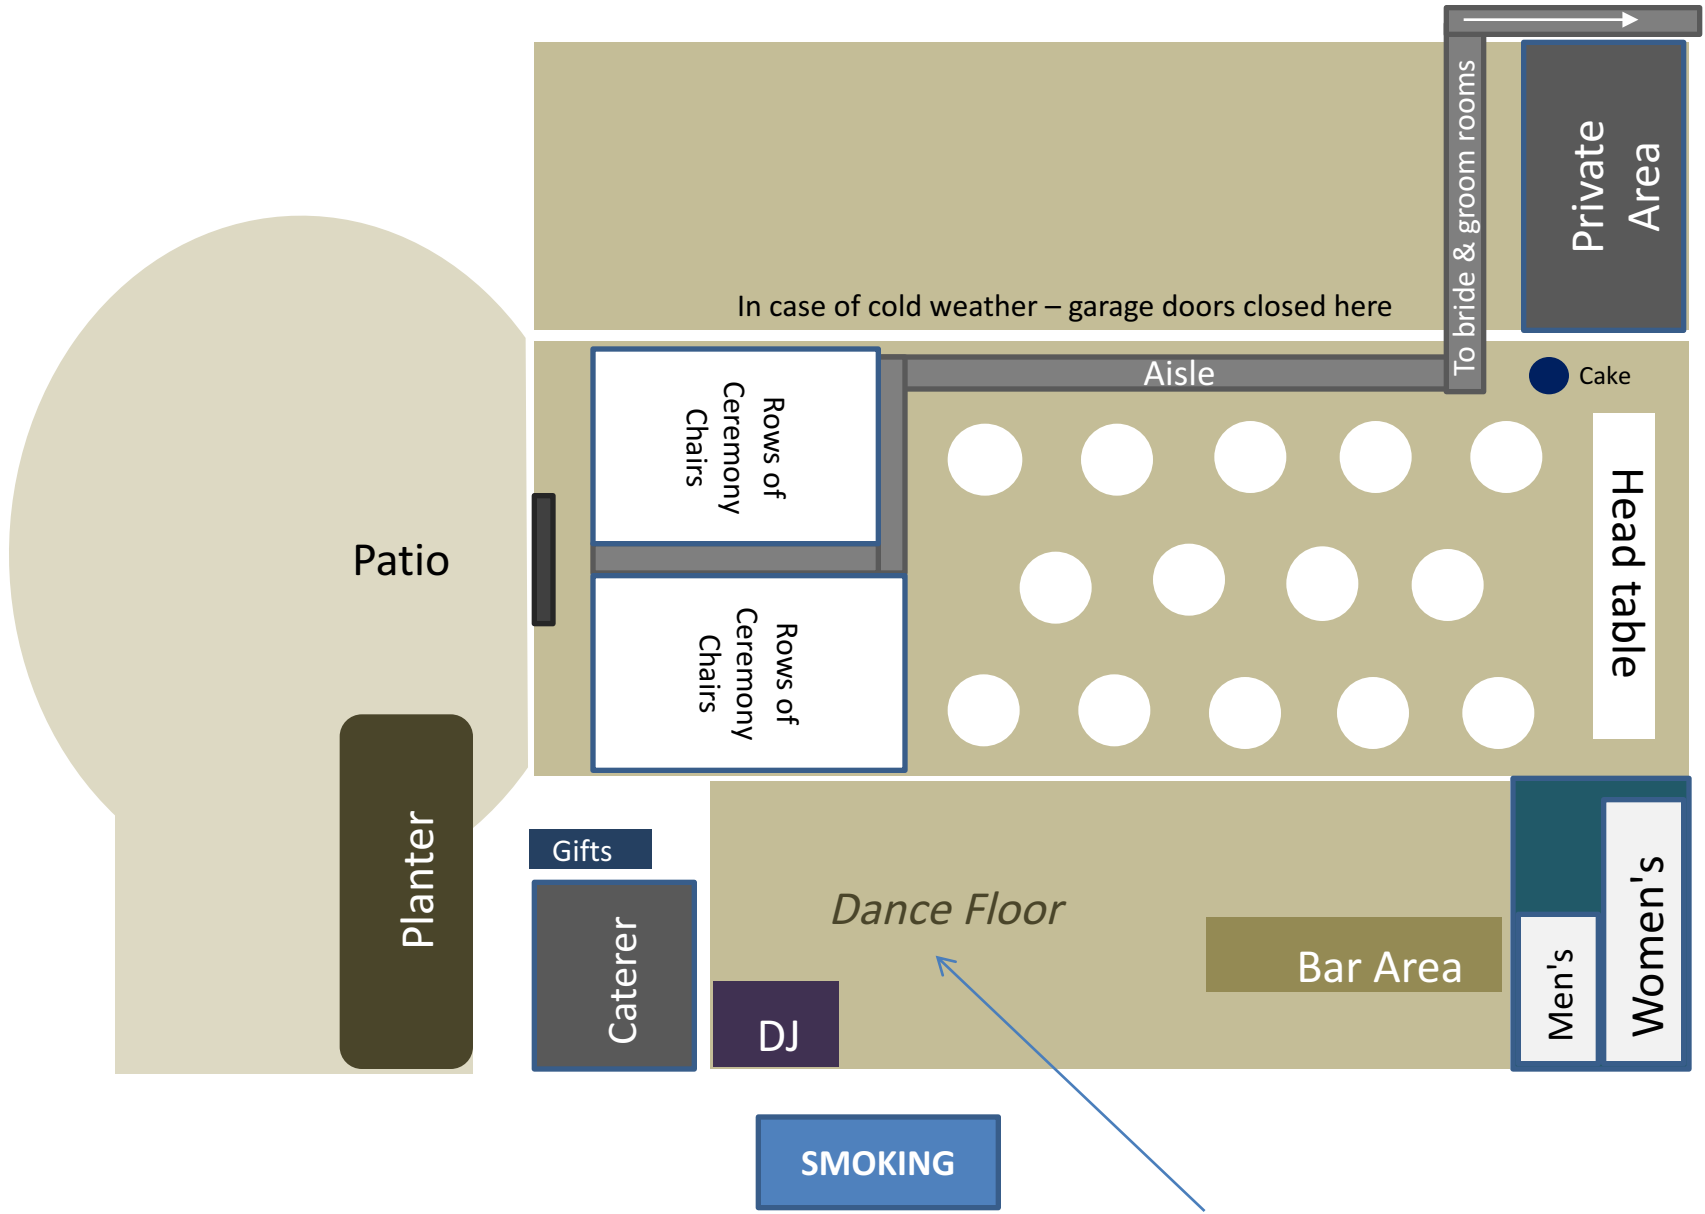 To bride & groom rooms
Private
Area
In case of cold weather – garage doors closed here
Aisle
Cake
Rows of
Ceremony
Chairs
Head table
Patio
Rows of
Ceremony
Chairs
Planter
Gifts
Caterer
Dance Floor
DJ
Bar Area
Men's
Women's
SMOKING